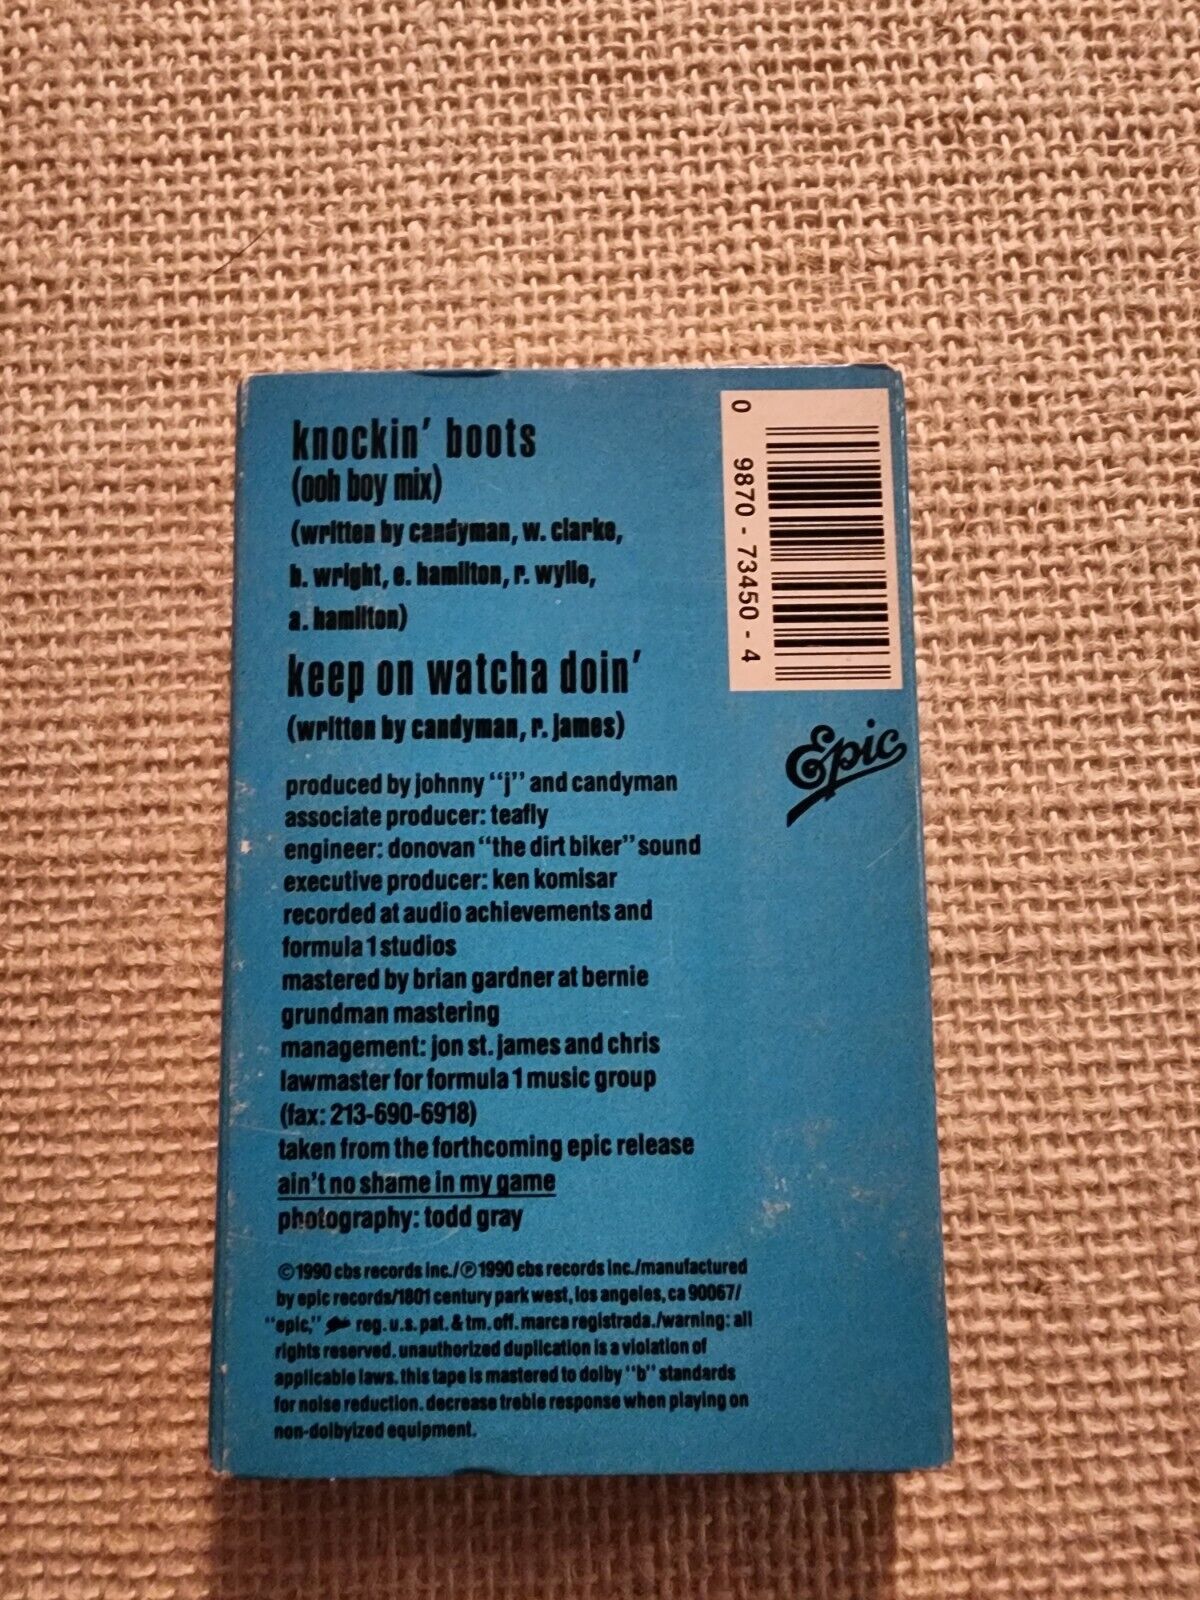 knockin' boots
(ooh boy mix)
(written by candyman, w. clarke,
b. wright, e. hamilton, r. wylie,
a. hamilton)
keep on watcha doin'
(written by candyman, r. james)
produced by johnny "j" and candyman
associate producer: teafly
engineer: donovan "the dirt biker" sound
executive producer: ken komisar
recorded at audio achievements and
formula 1 studios
mastered by brian gardner at bernie
grundman mastering
management: jon st. james and chris
lawmaster for formula 1 music group
(fax: 213-690-6918)
taken from the forthcoming epic release
ain't no shame in my game
photography: todd gray
©1990 cbs records inc./℗1990 cbs records inc./manufactured
by epic records/1801 century park west, los angeles, ca 90067/
"epic," reg. u.s. pat. & tm. off. marca registrada./warning: all
rights reserved. unauthorized duplication is a violation of
applicable laws. this tape is mastered to dolby "b" standards
for noise reduction. decrease treble response when playing on
non-dolbyized equipment.
0 9870-73450-4
Epic